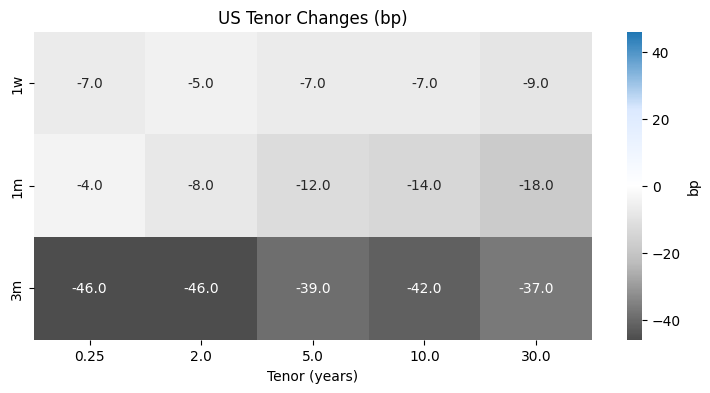 US Tenor Changes (bp)
1w -7.0 -5.0 -7.0 -7.0 -9.0
1m -4.0 -8.0 -12.0 -14.0 -18.0
3m -46.0 -46.0 -39.0 -42.0 -37.0
0.25 2.0 5.0 10.0 30.0
Tenor (years)
40
20
0
−20
−40
bp